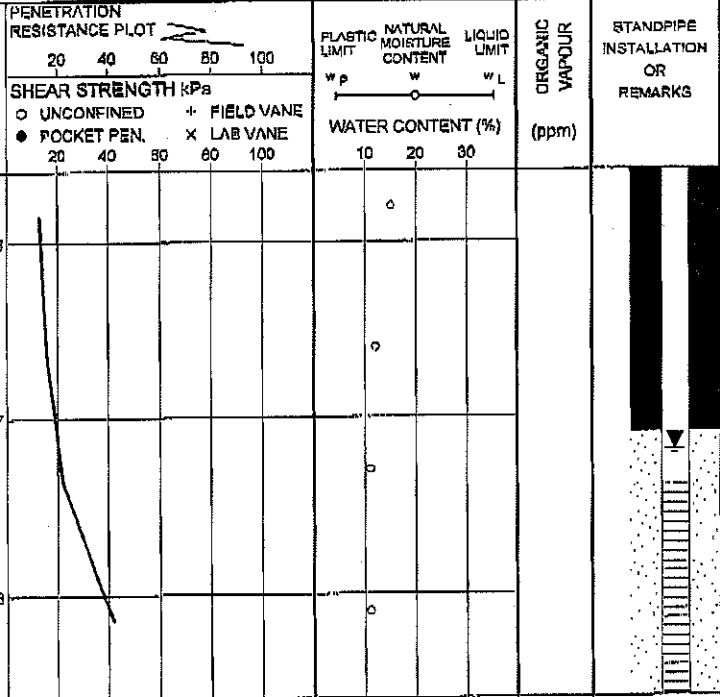 PENETRATION
RESISTANCE PLOT
20 40 60 80 100
SHEAR STRENGTH kPa
UNCONFINED + FIELD VANE
POCKET PEN. X LAB VANE
20 40 60 80 100
PLASTIC LIMIT
NATURAL MOISTURE CONTENT
LIQUID LIMIT
wP w wL
WATER CONTENT (%)
10 20 30
ORGANIC VAPOUR
(ppm)
STANDPIPE
INSTALLATION
OR
REMARKS